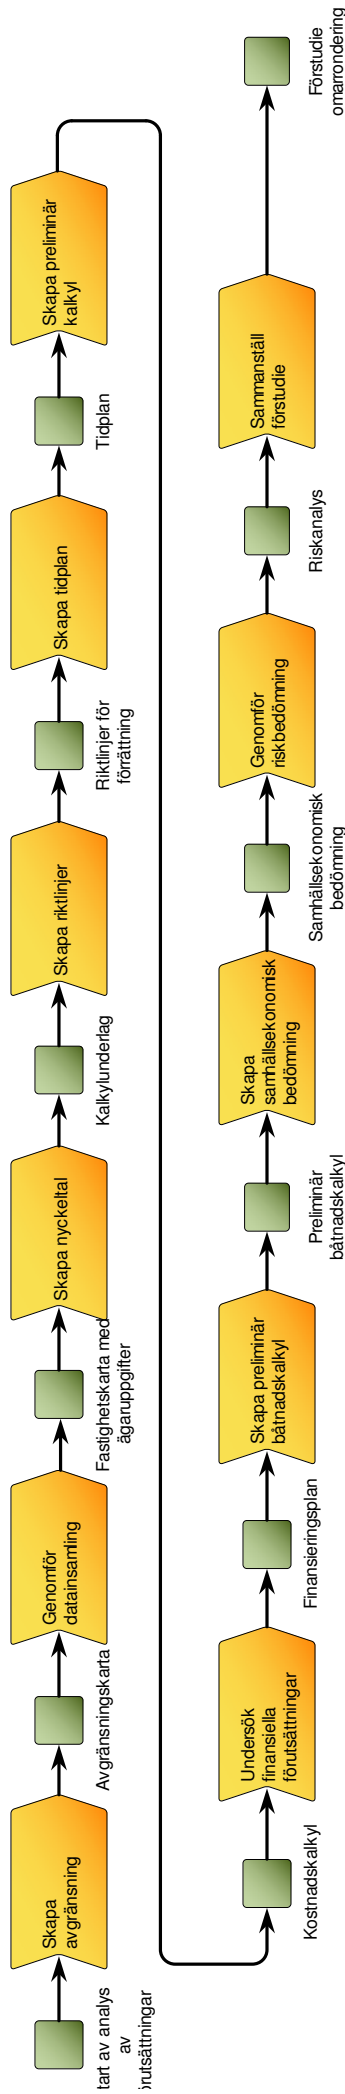 tart av analys
av
örutsättningar
Skapa
avgränsning
Avgränsningskarta
Genomför
datainsamling
Fastighetskarta med
ägaruppgifter
Skapa nyckeltal
Kalkylunderlag
Skapa riktlinjer
Riktlinjer för
förrättning
Skapa tidplan
Tidplan
Skapa preliminär
kalkyl
Kostnadskalkyl
Undersök
finansiella
förutsättningar
Finansieringsplan
Skapa preliminär
båtnadskalkyl
Preliminär
båtnadskalkyl
Skapa
samhällsekonomisk
bedömning
Samhällsekonomisk
bedömning
Genomför
riskbedömning
Riskanalys
Sammanställ
förstudie
Förstudie
omarrondering